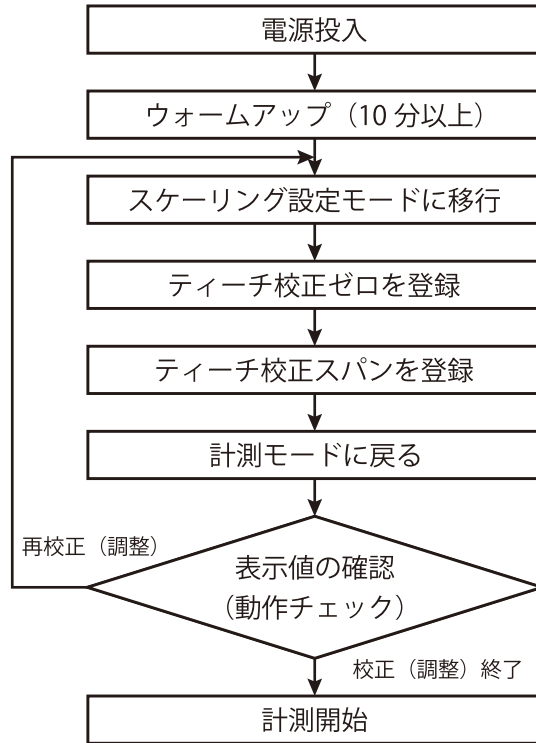 電源投入
ウォームアップ（10 分以上）
スケーリング設定モードに移行
ティーチ校正ゼロを登録
ティーチ校正スパンを登録
計測モードに戻る
再校正（調整）
表示値の確認
（動作チェック）
校正（調整）終了
計測開始